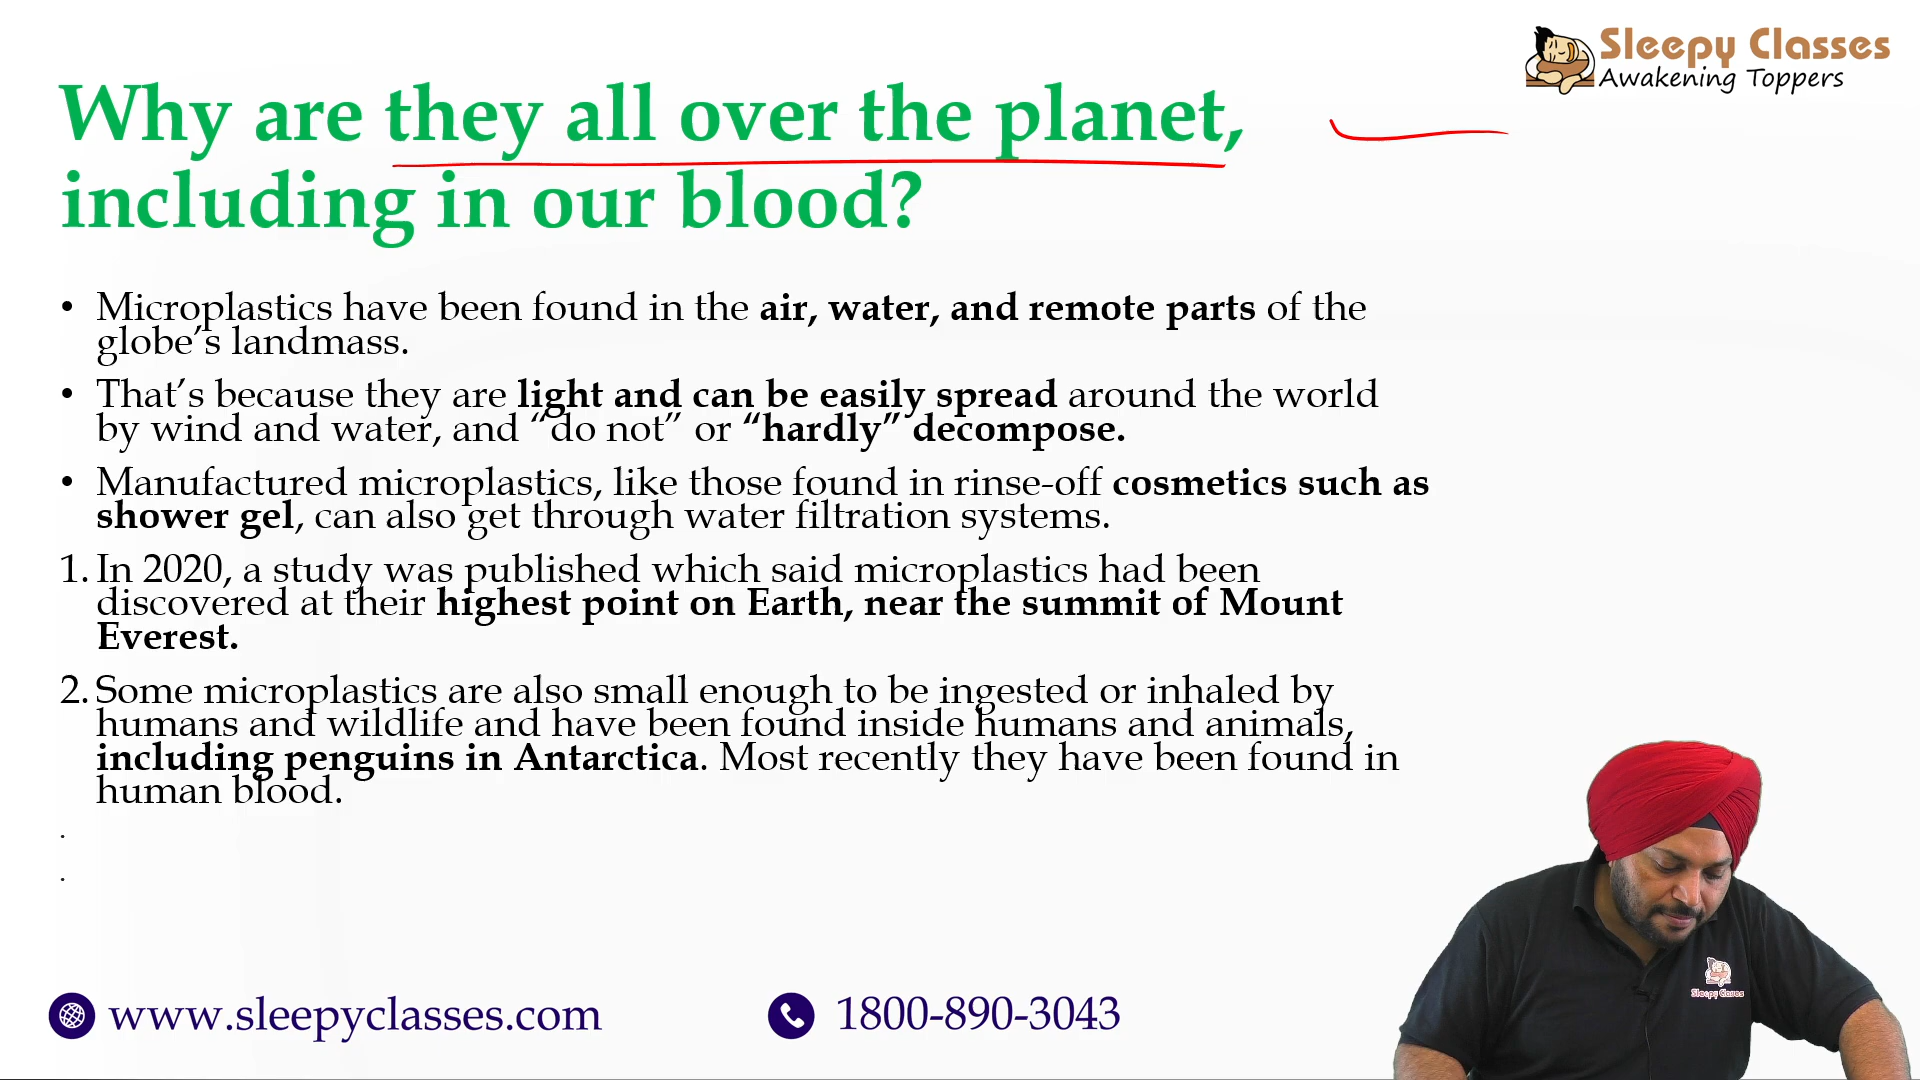 Sleepy Classes
Awakening Toppers
Why are they all over the planet,
including in our blood?
• Microplastics have been found in the air, water, and remote parts of the
globe’s landmass.
• That’s because they are light and can be easily spread around the world
by wind and water, and “do not” or “hardly” decompose.
• Manufactured microplastics, like those found in rinse-off cosmetics such as
shower gel, can also get through water filtration systems.
1. In 2020, a study was published which said microplastics had been
discovered at their highest point on Earth, near the summit of Mount
Everest.
2. Some microplastics are also small enough to be ingested or inhaled by
humans and wildlife and have been found inside humans and animals,
including penguins in Antarctica. Most recently they have been found in
human blood.
.
.
www.sleepyclasses.com
1800-890-3043